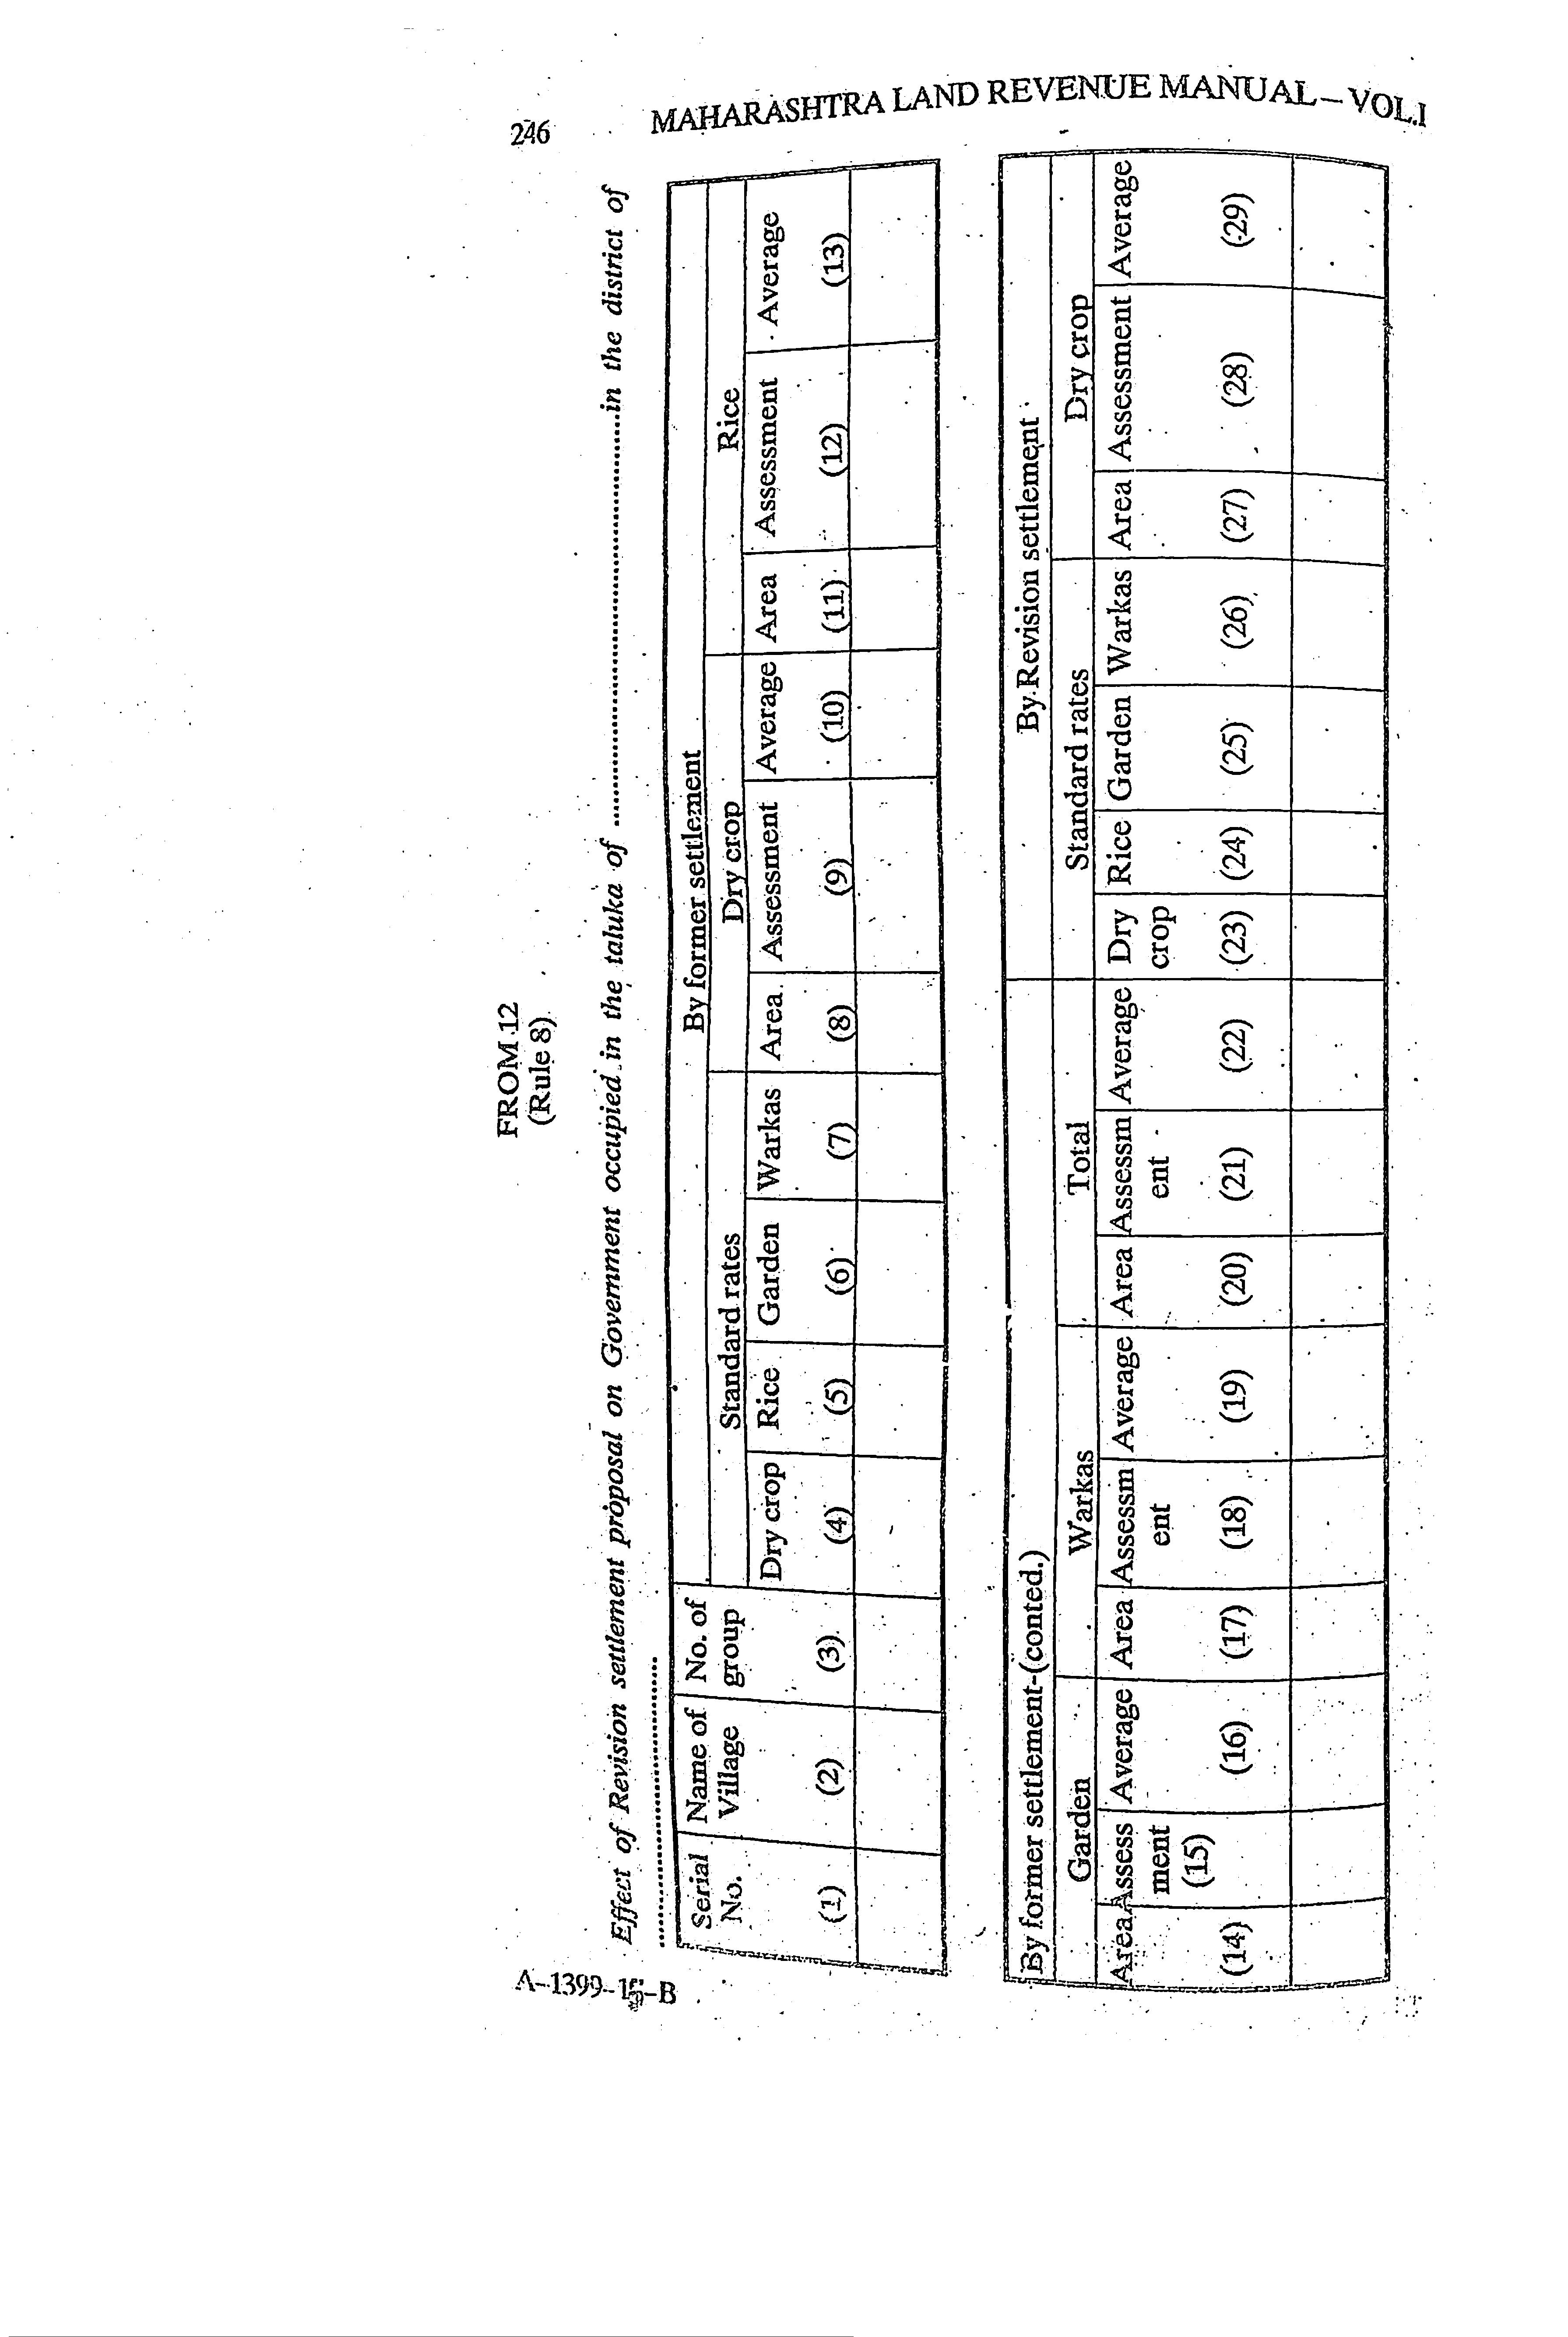 246 MAHARASHTRA LAND REVENUE MANUAL – VOL.I
FROM 12
(Rule 8)
Effect of Revision settlement proposal on Government occupied in the taluka of ........................................in the district of
........................................
By former settlement
Serial No. Name of Village No. of group Standard rates Dry crop Rice
Dry crop Rice Garden Warkas Area Assessment Average Area Assessment Average
(1) (2) (3) (4) (5) (6) (7) (8) (9) (10) (11) (12) (13)
By former settlement-(conted.) By Revision settlement
Garden Warkas Total Standard rates Dry crop
Area Assess Average Area Assessm Average Area Assessm Average Dry Rice Garden Warkas Area Assessment Average
ment ent ent crop
(14) (15) (16) (17) (18) (19) (20) (21) (22) (23) (24) (25) (26) (27) (28) (29)
A–1399–15–B